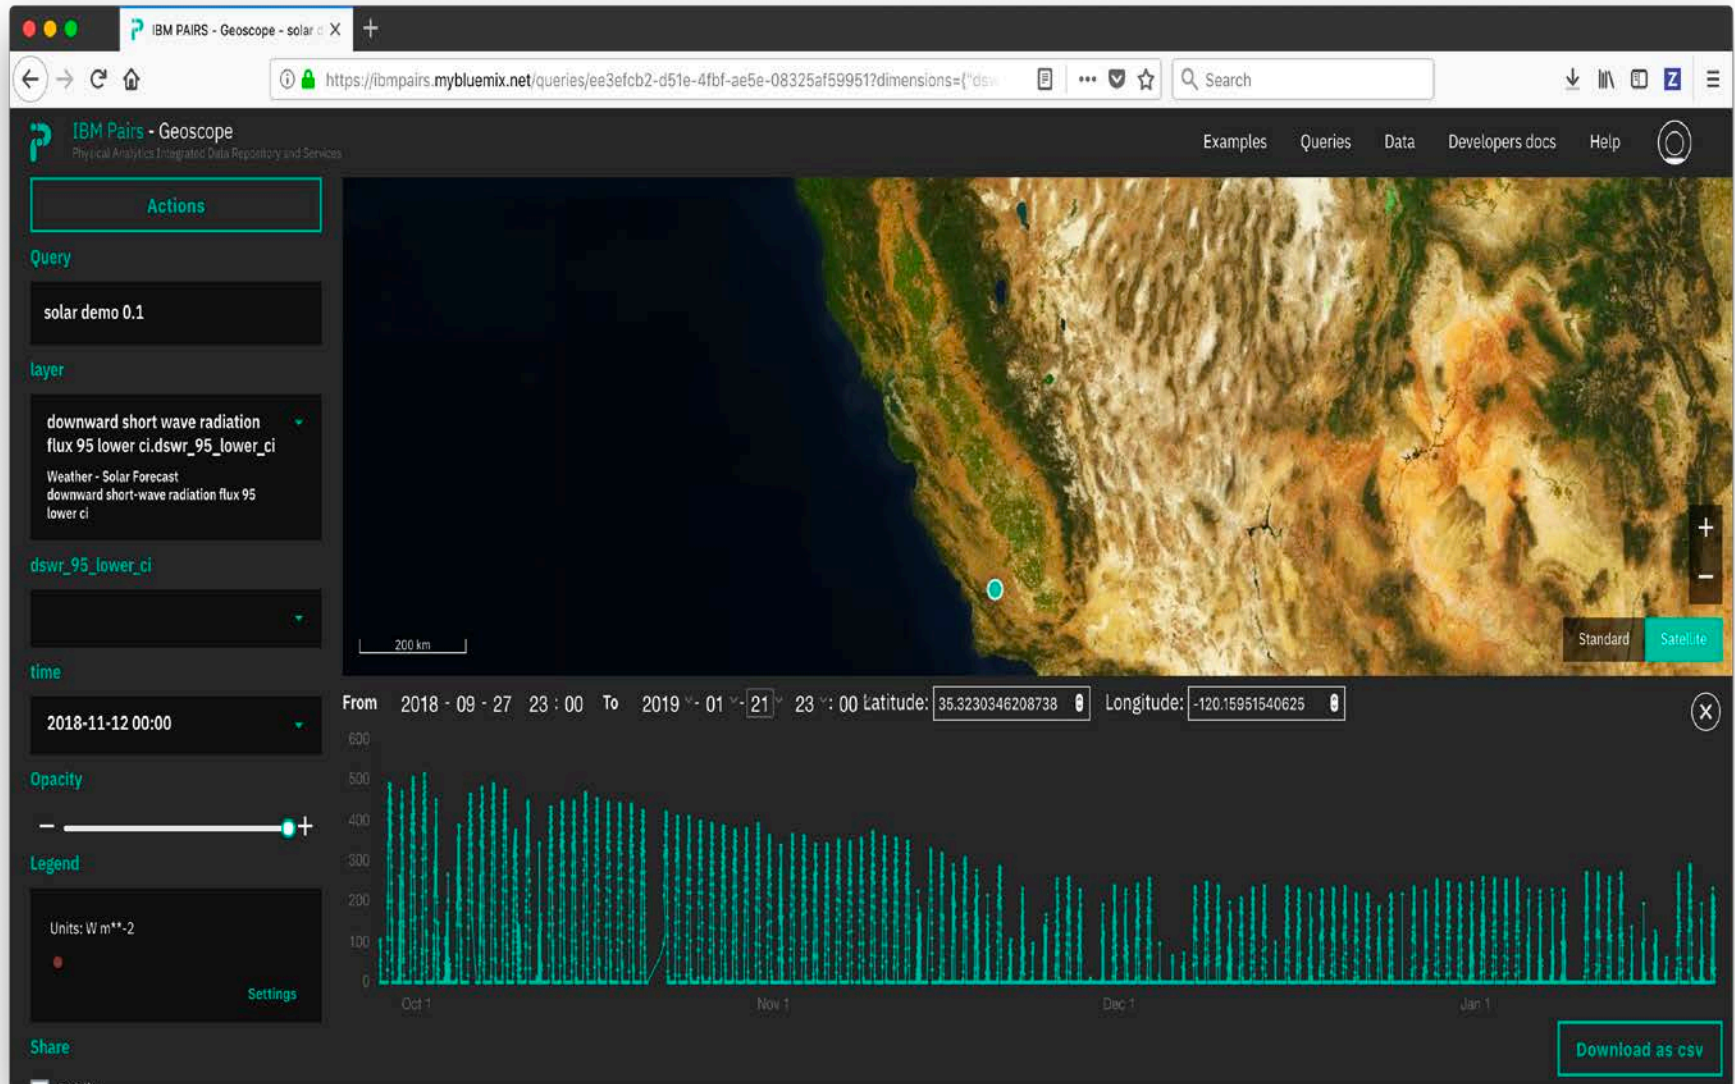 IBM PAIRS - Geoscope - solar
https://ibmpairs.mybluemix.net/queries/ee3efcb2-d51e-4fbf-ae5e-08325af59951?dimensions={"dsw
Search
IBM Pairs - Geoscope
Physical Analytics Integrated Data Repository and Services
Examples Queries Data Developers docs Help
Actions
Query
solar demo 0.1
layer
downward short wave radiation
flux 95 lower ci.dswr_95_lower_ci
Weather - Solar Forecast
downward short-wave radiation flux 95
lower ci
dswr_95_lower_ci
time
2018-11-12 00:00
Opacity
Legend
Units: W m**-2
Settings
Share
200 km
+
−
Standard Satellite
From 2018 - 09 - 27 23 : 00 To 2019 - 01 - 21 23 : 00 Latitude: 35.3230346208738 Longitude: -120.15951540625
600
500
400
300
200
100
0
Oct 1 Nov 1 Dec 1 Jan 1
Download as csv